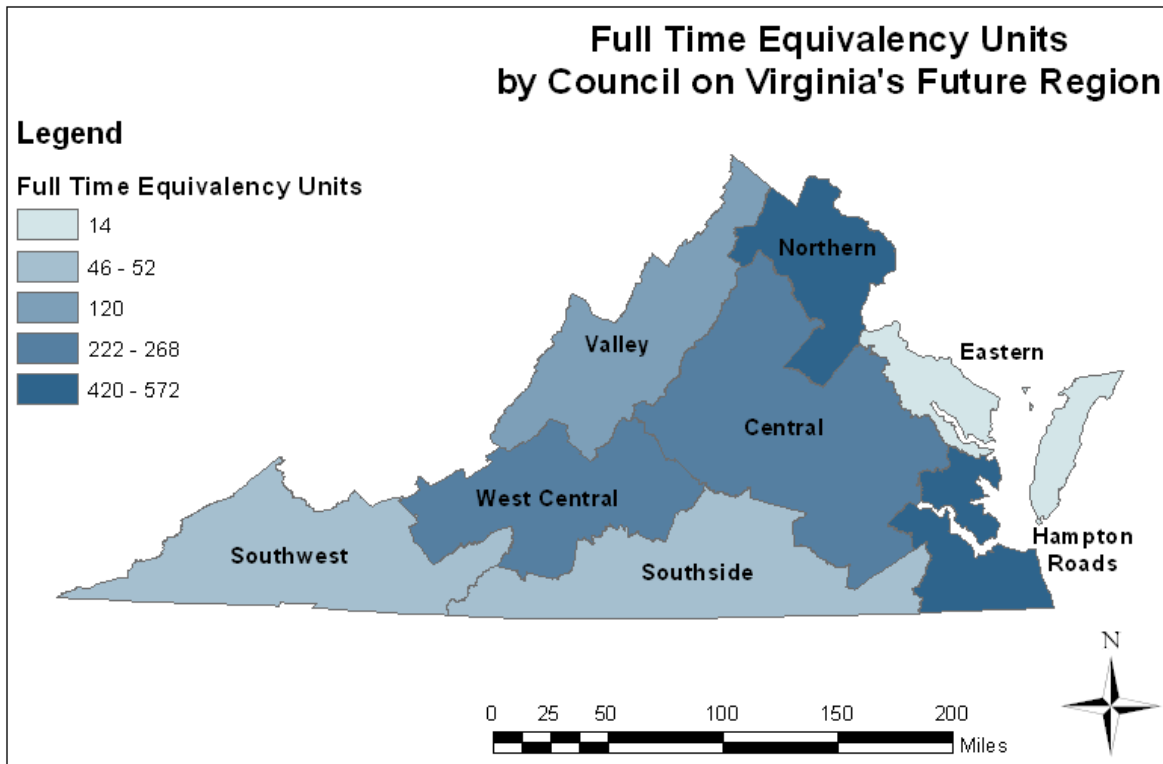 Full Time Equivalency Units
by Council on Virginia's Future Region
Legend
Full Time Equivalency Units
14
46 - 52
120
222 - 268
420 - 572
Northern
Valley
Eastern
Central
West Central
Southwest
Southside
Hampton
Roads
N
0 25 50 100 150 200
Miles